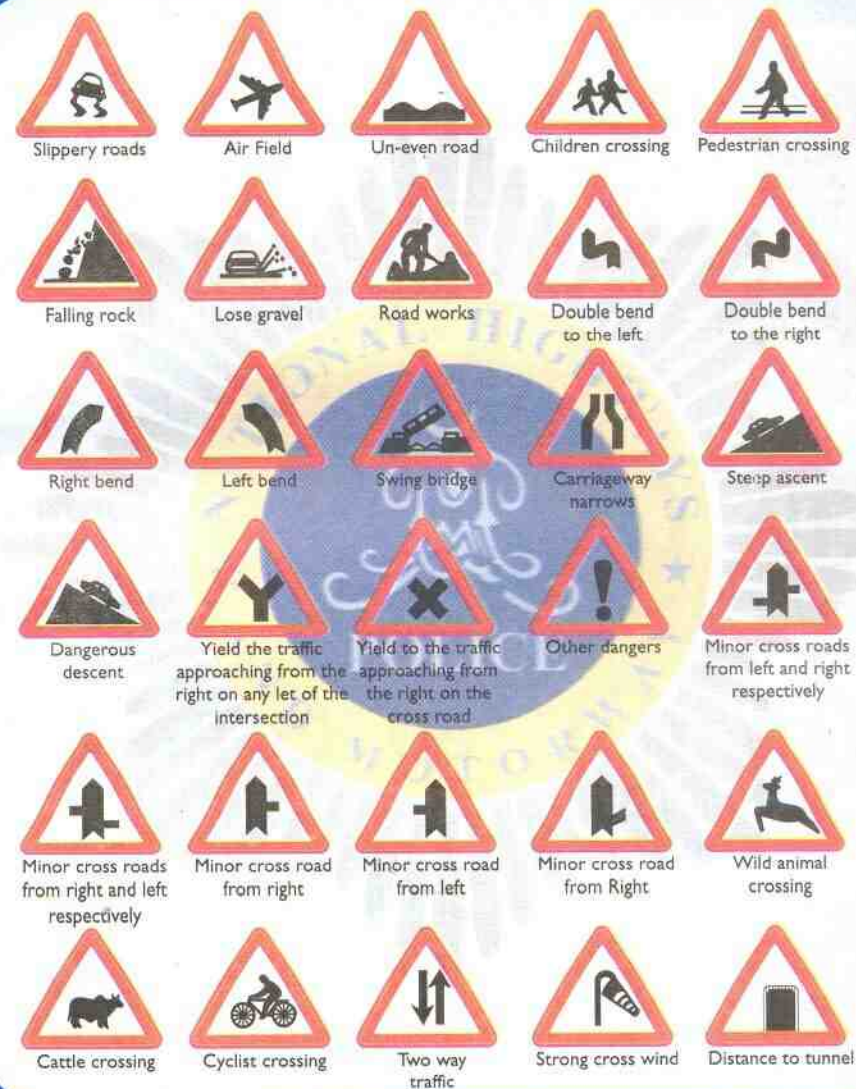 Slippery roads
Air Field
Un-even road
Children crossing
Pedestrian crossing
Falling rock
Lose gravel
Road works
Double bend
to the left
Double bend
to the right
Right bend
Left bend
Swing bridge
Carriageway
narrows
Steep ascent
Dangerous
descent
Yield the traffic
approaching from the
right on any let of the
intersection
Yield to the traffic
approaching from
the right on the
cross road
Other dangers
Minor cross roads
from left and right
respectively
Minor cross roads
from right and left
respectively
Minor cross road
from right
Minor cross road
from left
Minor cross road
from Right
Wild animal
crossing
Cattle crossing
Cyclist crossing
Two way
traffic
Strong cross wind
Distance to tunnel